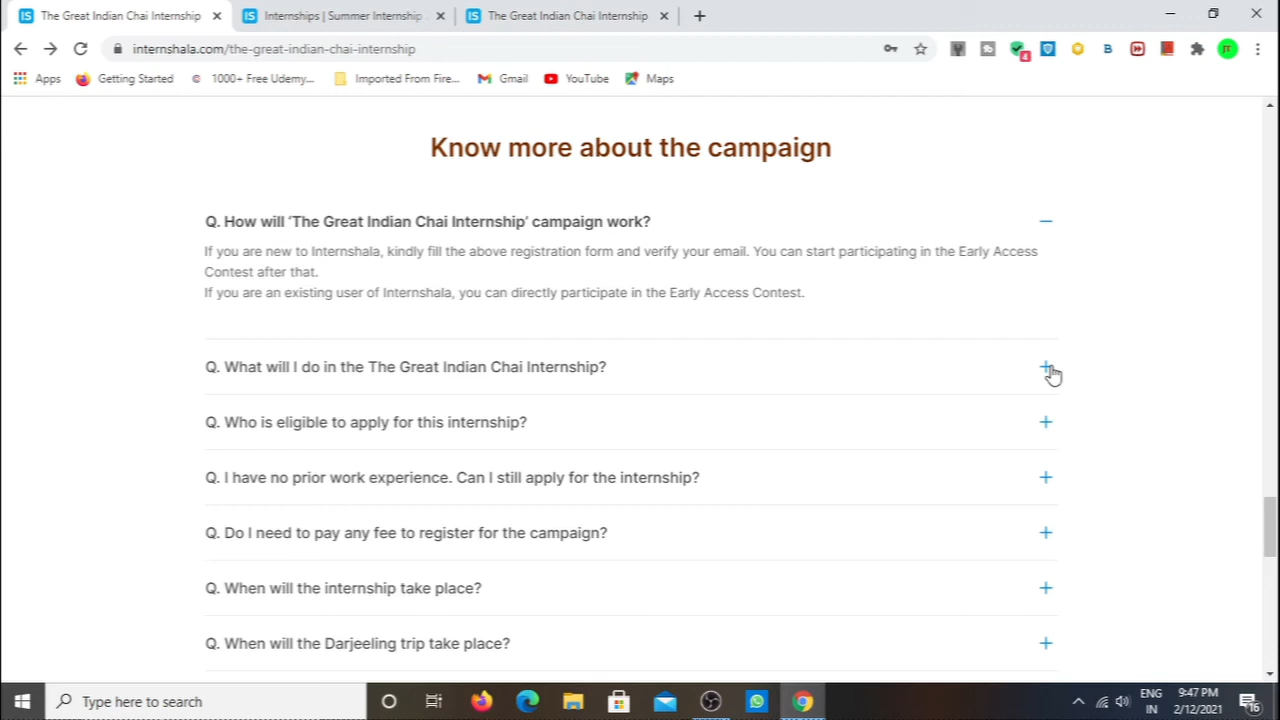 The Great Indian Chai Internship
Internships | Summer Internship
The Great Indian Chai Internship
internshala.com/the-great-indian-chai-internship
Apps
Getting Started
1000+ Free Udemy...
Imported From Fire...
Gmail
YouTube
Maps
Know more about the campaign
Q. How will 'The Great Indian Chai Internship' campaign work?
If you are new to Internshala, kindly fill the above registration form and verify your email. You can start participating in the Early Access
Contest after that.
If you are an existing user of Internshala, you can directly participate in the Early Access Contest.
Q. What will I do in the The Great Indian Chai Internship?
Q. Who is eligible to apply for this internship?
Q. I have no prior work experience. Can I still apply for the internship?
Q. Do I need to pay any fee to register for the campaign?
Q. When will the internship take place?
Q. When will the Darjeeling trip take place?
Type here to search
ENG
IN
9:47 PM
2/12/2021
16